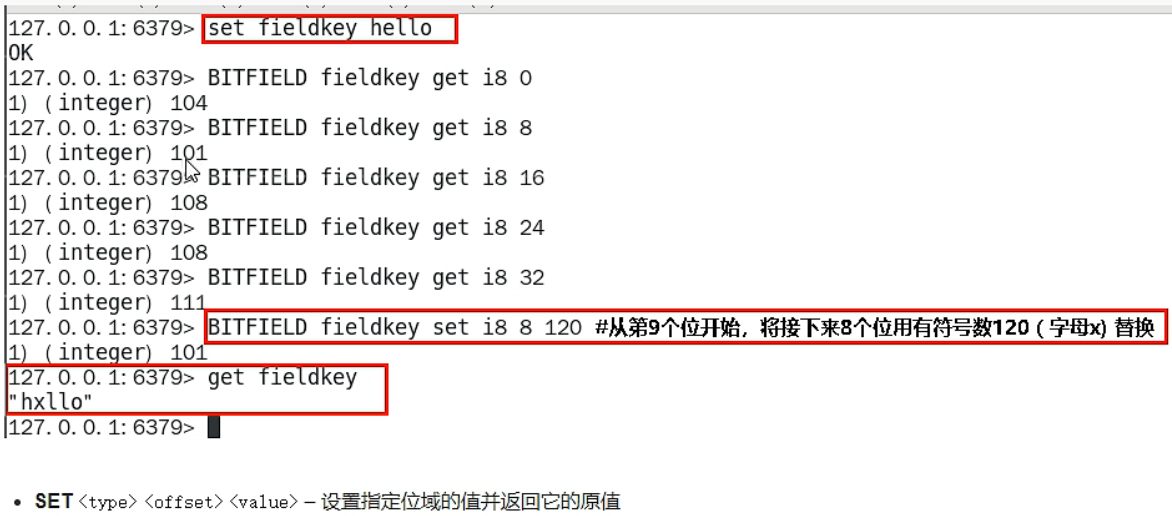 127.0.0.1:6379> set fieldkey hello
OK
127.0.0.1:6379> BITFIELD fieldkey get i8 0
1) (integer) 104
127.0.0.1:6379> BITFIELD fieldkey get i8 8
1) (integer) 101
127.0.0.1:6379> BITFIELD fieldkey get i8 16
1) (integer) 108
127.0.0.1:6379> BITFIELD fieldkey get i8 24
1) (integer) 108
127.0.0.1:6379> BITFIELD fieldkey get i8 32
1) (integer) 111
127.0.0.1:6379> BITFIELD fieldkey set i8 8 120 #从第9个位开始，将接下来8个位用有符号数120（字母x) 替换
1) (integer) 101
127.0.0.1:6379> get fieldkey
"hxllo"
127.0.0.1:6379>
• SET <type> <offset> <value> – 设置指定位域的值并返回它的原值